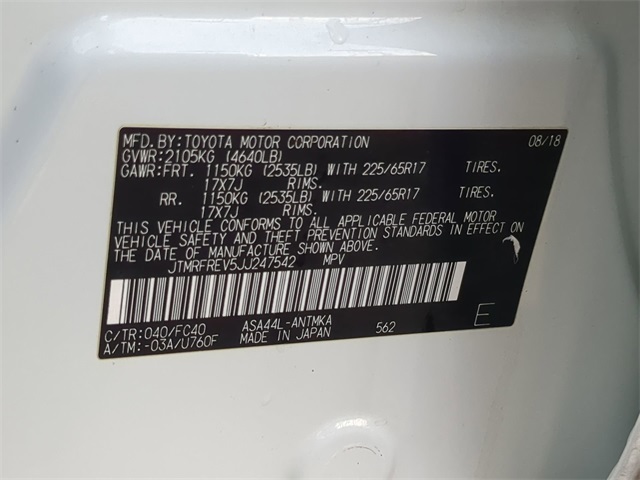 MFD.BY:TOYOTA MOTOR CORPORATION 08/18
GVWR:2105KG (4640LB)
GAWR:FRT. 1150KG (2535LB) WITH 225/65R17 TIRES.
17X7J RIMS.
RR. 1150KG (2535LB) WITH 225/65R17 TIRES.
17X7J RIMS.
THIS VEHICLE CONFORMS TO ALL APPLICABLE FEDERAL MOTOR
VEHICLE SAFETY AND THEFT PREVENTION STANDARDS IN EFFECT ON
THE DATE OF MANUFACTURE SHOWN ABOVE.
JTMRFREV5JJ247542 MPV
C/TR:040/FC40 ASA44L-ANTMKA 562 E
A/TM:-03A/U760F MADE IN JAPAN